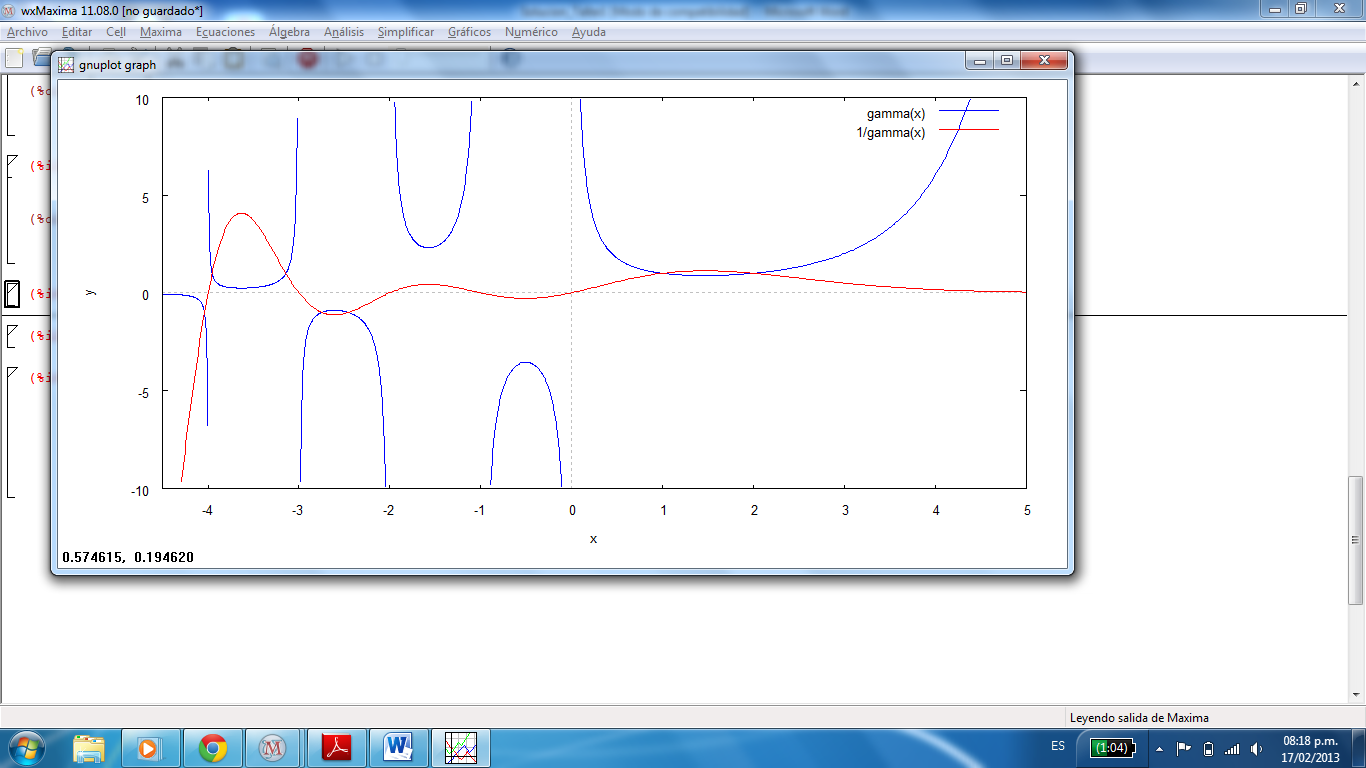 wxMaxima 11.08.0 [no guardado*]
Archivo Editar Cell Maxima Ecuaciones Álgebra Análisis Simplificar Gráficos Numérico Ayuda
gnuplot graph
gamma(x)
1/gamma(x)
10
5
0
-5
-10
y
-4 -3 -2 -1 0 1 2 3 4 5
x
0.574615, 0.194620
(%o
(%i
(%o
(%i
(%i
(%i
Leyendo salida de Maxima
ES
(1:04)
08:18 p.m.
17/02/2013